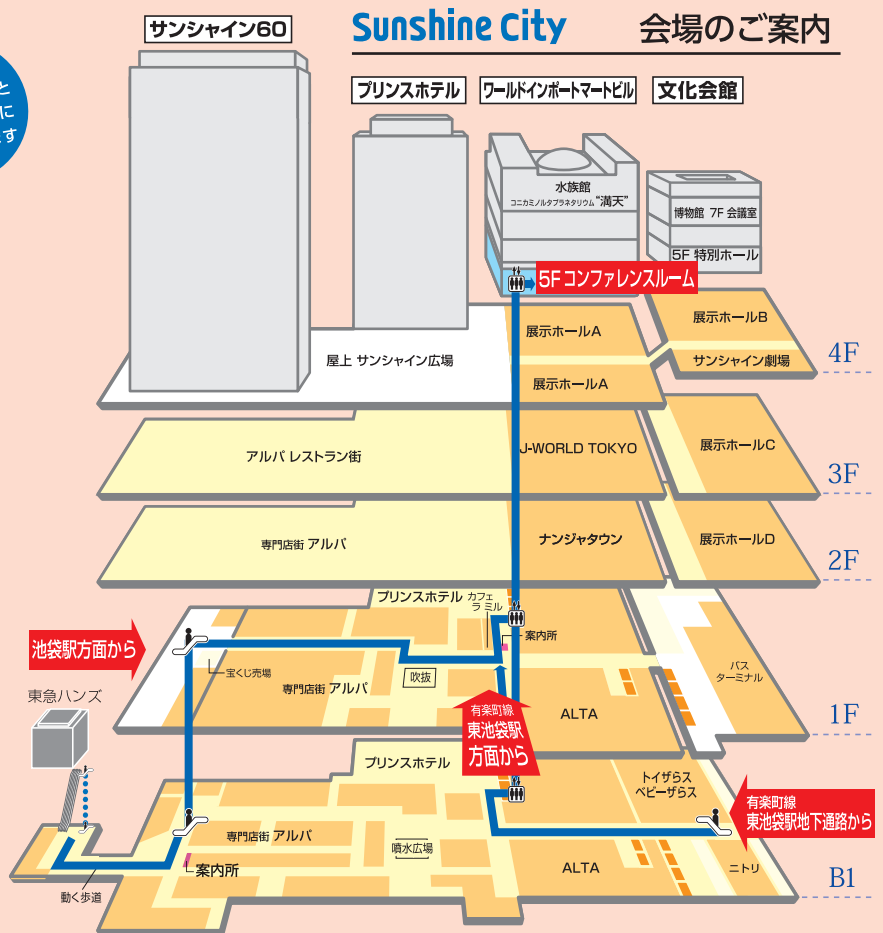 サンシャイン60
Sunshine City
会場のご案内
プリンスホテル
ワールドインポートマートビル
文化会館
と
に
す
水族館
コニカミノルタプラネタリウム“満天”
博物館 7F 会議室
5F 特別ホール
5F コンファレンスルーム
展示ホールA
展示ホールB
屋上 サンシャイン広場
サンシャイン劇場
4F
展示ホールA
アルパ レストラン街
J-WORLD TOKYO
展示ホールC
3F
専門店街 アルパ
ナンジャタウン
展示ホールD
2F
プリンスホテル
カフェ
ラ ミル
池袋駅方面から
案内所
宝くじ売場
吹抜
専門店街 アルパ
バス
ターミナル
東急ハンズ
有楽町線
東池袋駅
方面から
ALTA
1F
プリンスホテル
トイザらス
ベビーザらス
有楽町線
東池袋駅地下通路から
専門店街 アルパ
噴水広場
案内所
ALTA
ニトリ
動く歩道
B1